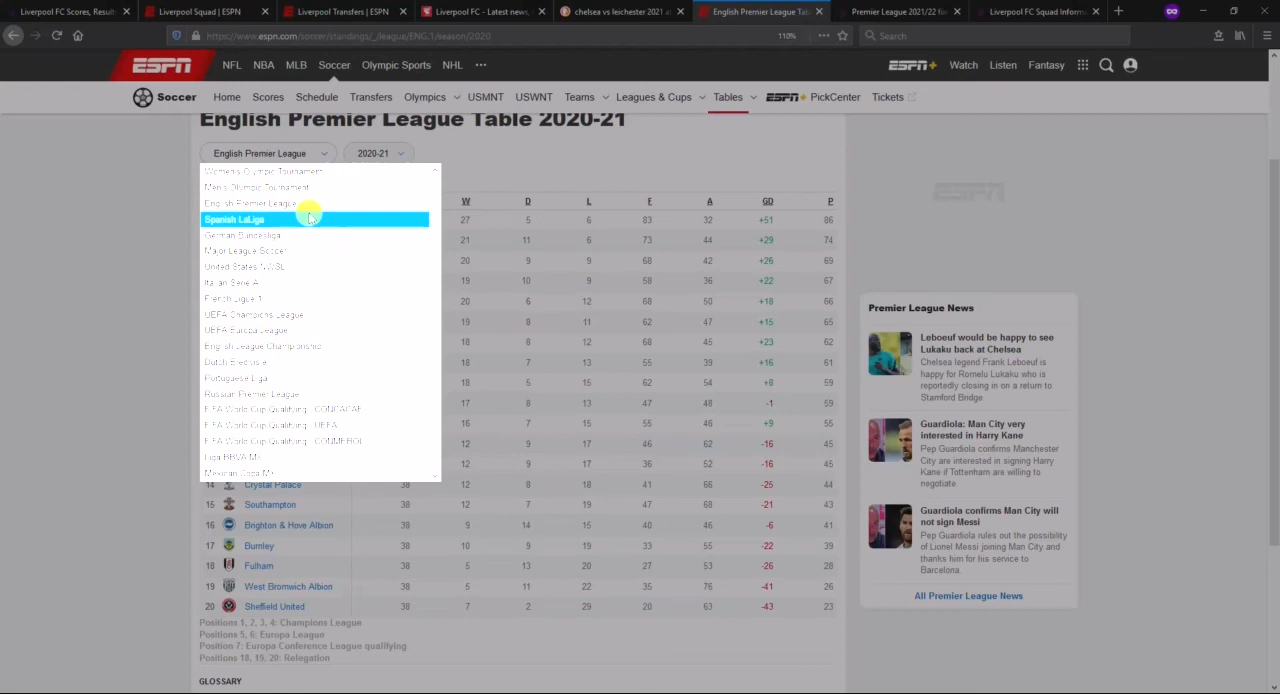 Liverpool FC Scores, Result
Liverpool Squad | ESPN
Liverpool Transfers | ESPN
Liverpool FC - Latest news,
chelsea vs leichester 2021 at
English Premier League Tab
Premier League 2021/22 fix
Liverpool FC Squad Inform
https://www.espn.com/soccer/standings/_/league/ENG.1/season/2020
110%
Search
ESPN
NFL NBA MLB Soccer Olympic Sports NHL
ESPN+ Watch Listen Fantasy
Soccer Home Scores Schedule Transfers Olympics USMNT USWNT Teams Leagues & Cups Tables ESPN+ PickCenter Tickets
English Premier League Table 2020-21
English Premier League 2020-21
Women's Olympic Tournament
Men's Olympic Tournament
English Premier League
Spanish LaLiga
German Bundesliga
Major League Soccer
United States NWSL
Italian Serie A
French Ligue 1
UEFA Champions League
UEFA Europa League
English League Championship
Dutch Eredivisie
Portuguese Liga
Russian Premier League
FIFA World Cup Qualifying - CONCACAF
FIFA World Cup Qualifying - UEFA
FIFA World Cup Qualifying - CONMEBOL
Liga BBVA MX
Mexican Copa MX
W D L F A GD P
27 5 6 83 32 +51 86
21 11 6 73 44 +29 74
20 9 9 68 42 +26 69
19 10 9 58 36 +22 67
20 6 12 68 50 +18 66
19 8 11 62 47 +15 65
18 8 12 68 45 +23 62
18 7 13 55 39 +16 61
18 5 15 62 54 +8 59
17 8 13 47 48 -1 59
16 7 15 55 46 +9 55
12 9 17 46 62 -16 45
12 9 17 36 52 -16 45
14 Crystal Palace 38 12 8 18 41 66 -25 44
15 Southampton 38 12 7 19 47 68 -21 43
16 Brighton & Hove Albion 38 9 14 15 40 46 -6 41
17 Burnley 38 10 9 19 33 55 -22 39
18 Fulham 38 5 13 20 27 53 -26 28
19 West Bromwich Albion 38 5 11 22 35 76 -41 26
20 Sheffield United 38 7 2 29 20 63 -43 23
Positions 1, 2, 3, 4: Champions League
Positions 5, 6: Europa League
Position 7: Europa Conference League qualifying
Positions 18, 19, 20: Relegation
GLOSSARY
ESPN
Premier League News
Leboeuf would be happy to see
Lukaku back at Chelsea
Chelsea legend Frank Leboeuf is
happy for Romelu Lukaku who is
reportedly closing in on a return to
Stamford Bridge.
Guardiola: Man City very
interested in Harry Kane
Pep Guardiola confirms Manchester
City are interested in signing Harry
Kane if Tottenham are willing to
negotiate.
Guardiola confirms Man City will
not sign Messi
Pep Guardiola rules out the possibility
of Lionel Messi joining Man City and
thanks him for his service to
Barcelona.
All Premier League News